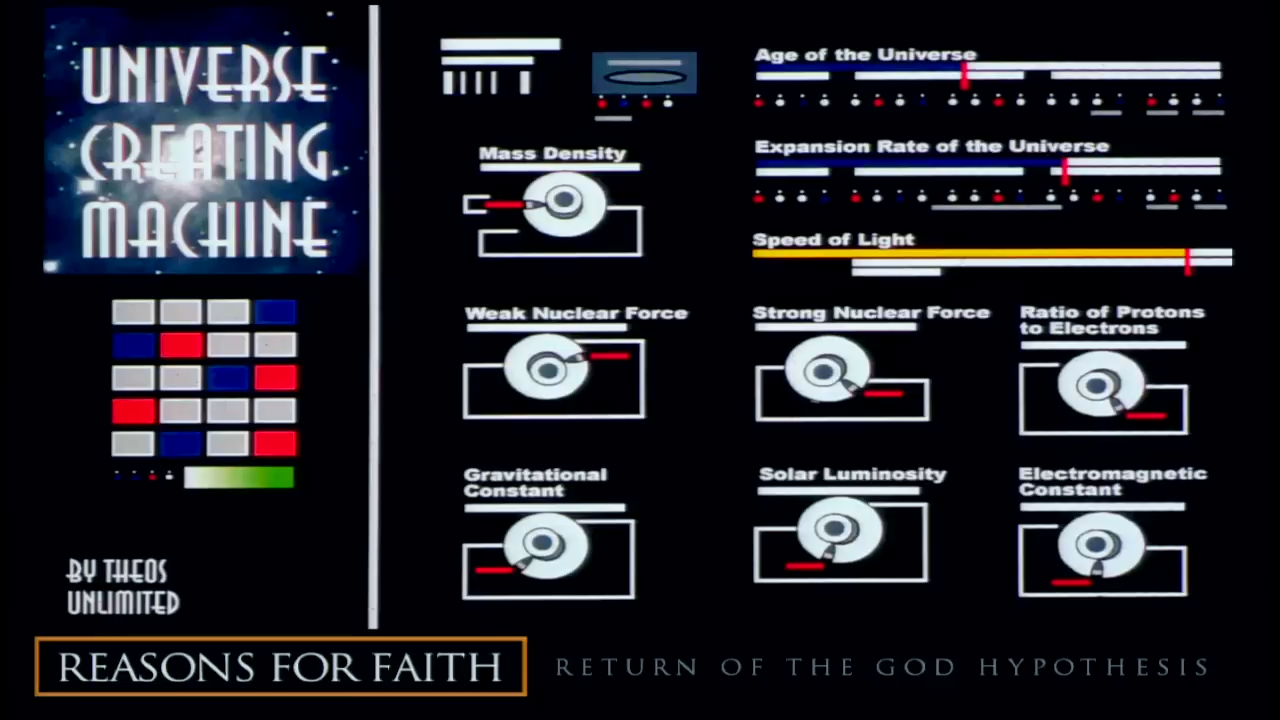 UNIVERSE
CREATING
MACHINE
BY THEOS
UNLIMITED
Mass Density
Age of the Universe
Expansion Rate of the Universe
Speed of Light
Weak Nuclear Force
Strong Nuclear Force
Ratio of Protons
to Electrons
Gravitational
Constant
Solar Luminosity
Electromagnetic
Constant
REASONS FOR FAITH
RETURN OF THE GOD HYPOTHESIS